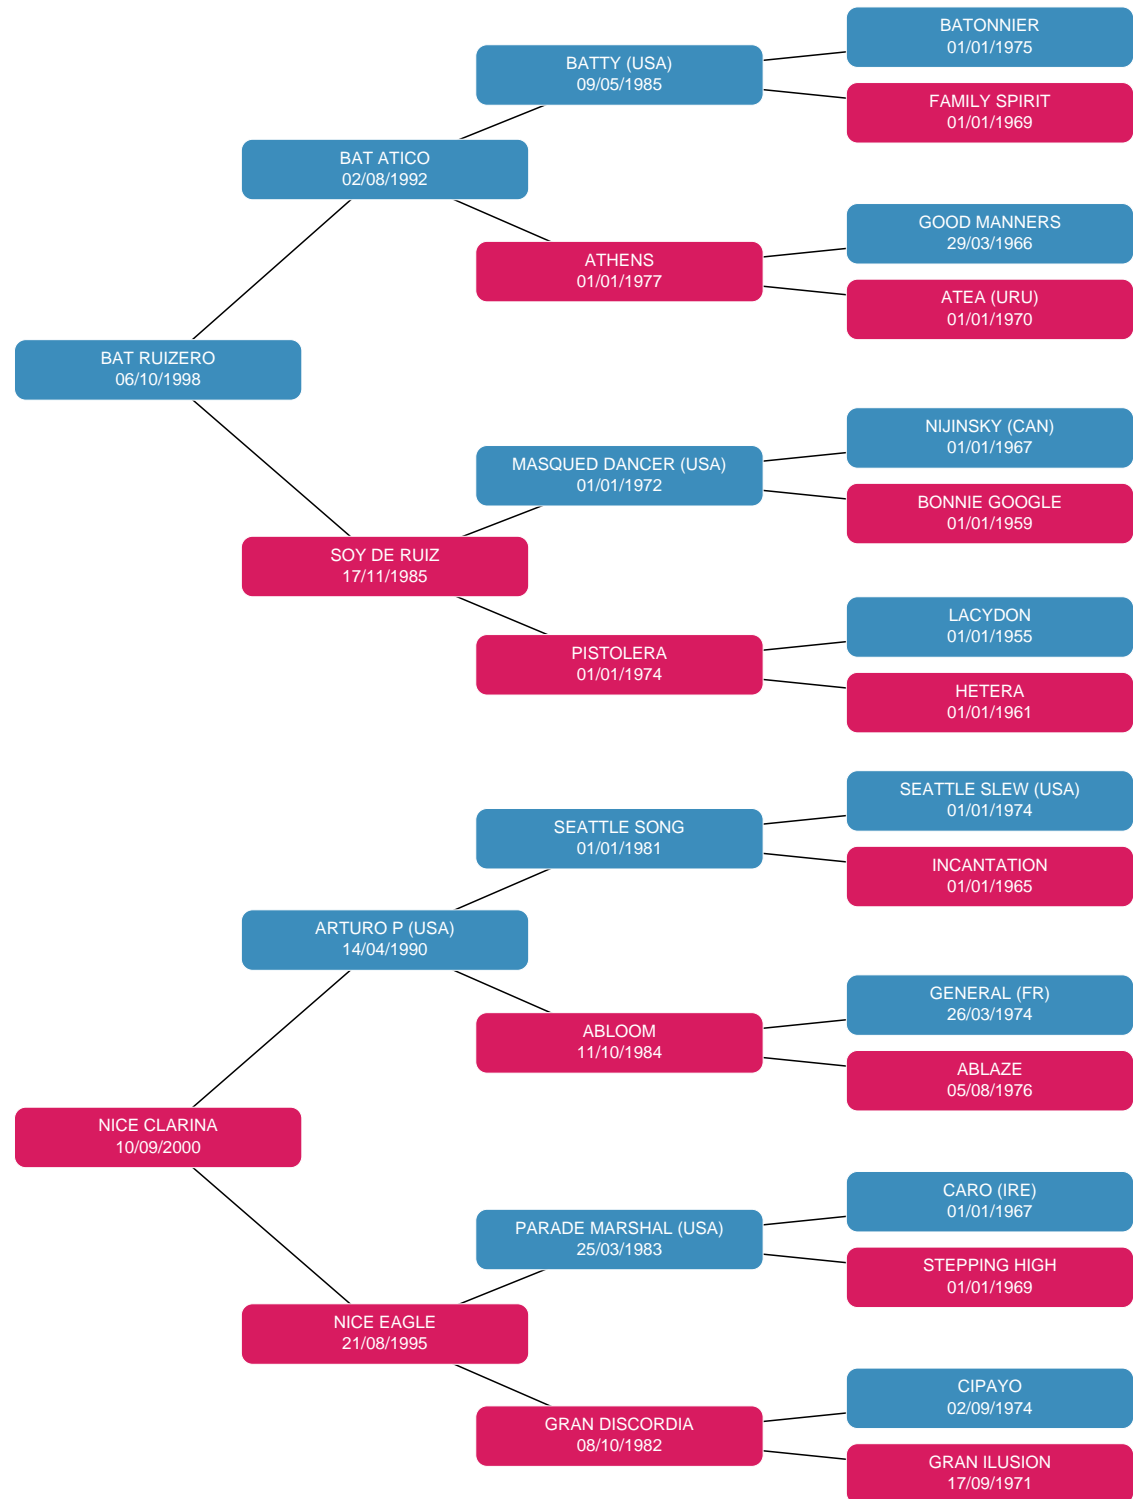 BATONNIER
01/01/1975
BATTY (USA)
09/05/1985
FAMILY SPIRIT
01/01/1969
BAT ATICO
02/08/1992
GOOD MANNERS
29/03/1966
ATHENS
01/01/1977
ATEA (URU)
01/01/1970
BAT RUIZERO
06/10/1998
NIJINSKY (CAN)
01/01/1967
MASQUED DANCER (USA)
01/01/1972
BONNIE GOOGLE
01/01/1959
SOY DE RUIZ
17/11/1985
LACYDON
01/01/1955
PISTOLERA
01/01/1974
HETERA
01/01/1961
SEATTLE SLEW (USA)
01/01/1974
SEATTLE SONG
01/01/1981
INCANTATION
01/01/1965
ARTURO P (USA)
14/04/1990
GENERAL (FR)
26/03/1974
ABLOOM
11/10/1984
ABLAZE
05/08/1976
NICE CLARINA
10/09/2000
CARO (IRE)
01/01/1967
PARADE MARSHAL (USA)
25/03/1983
STEPPING HIGH
01/01/1969
NICE EAGLE
21/08/1995
CIPAYO
02/09/1974
GRAN DISCORDIA
08/10/1982
GRAN ILUSION
17/09/1971